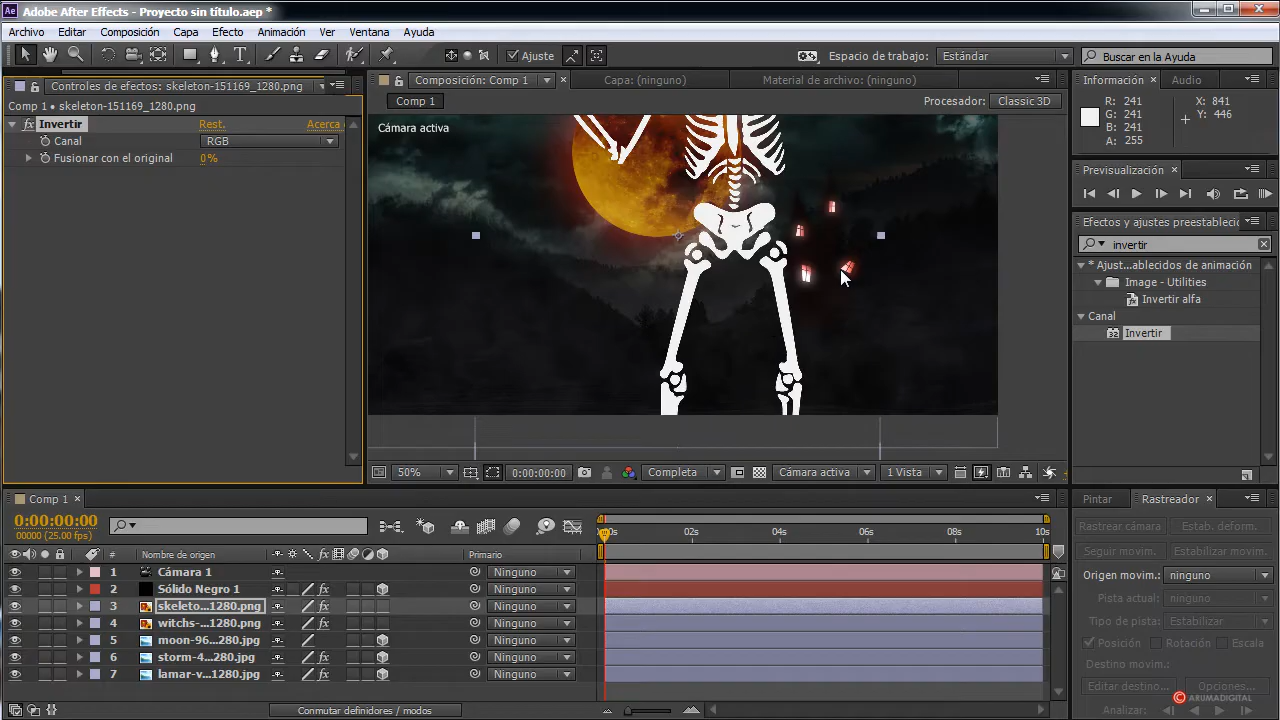 Adobe After Effects - Proyecto sin título.aep *
Archivo Editar Composición Capa Efecto Animación Ver Ventana Ayuda
Ajuste Espacio de trabajo: Estándar Buscar en la Ayuda
Controles de efectos: skeleton-151169_1280.png
Comp 1 • skeleton-151169_1280.png
Invertir Rest. Acerca
Canal RGB
Fusionar con el original 0%
Composición: Comp 1 Capa: (ninguno) Material de archivo: (ninguno)
Comp 1 Procesador: Classic 3D
Cámara activa
50% 0:00:00:00 Completa Cámara activa 1 Vista
Información Audio
R: 241 X: 841
G: 241 Y: 446
B: 241
A: 255
Previsualización
Efectos y ajustes preestablecic
invertir
* Ajust...ablecidos de animación
Image - Utilities
Invertir alfa
Canal
32 Invertir
Comp 1
0:00:00:00
00000 (25.00 fps)
:00s 02s 04s 06s 08s 10s
# Nombre de origen Primario
1 Cámara 1 Ninguno
2 Sólido Negro 1 Ninguno
3 skeleto...1280.png Ninguno
4 witchs-...1280.png Ninguno
5 moon-96...280.jpg Ninguno
6 storm-4...280.jpg Ninguno
7 lamar-v...1280.jpg Ninguno
Conmutar definidores / modos
Pintar Rastreador
Rastrear cámara Estab. deform.
Seguir movim. Estabilizar movim.
Origen movim.: ninguno
Pista actual: ninguno
Tipo de pista: Estabilizar
Posición Rotación Escala
Destino movim.:
Editar destino... Opciones...
Analizar:
© ARUMADIGITAL